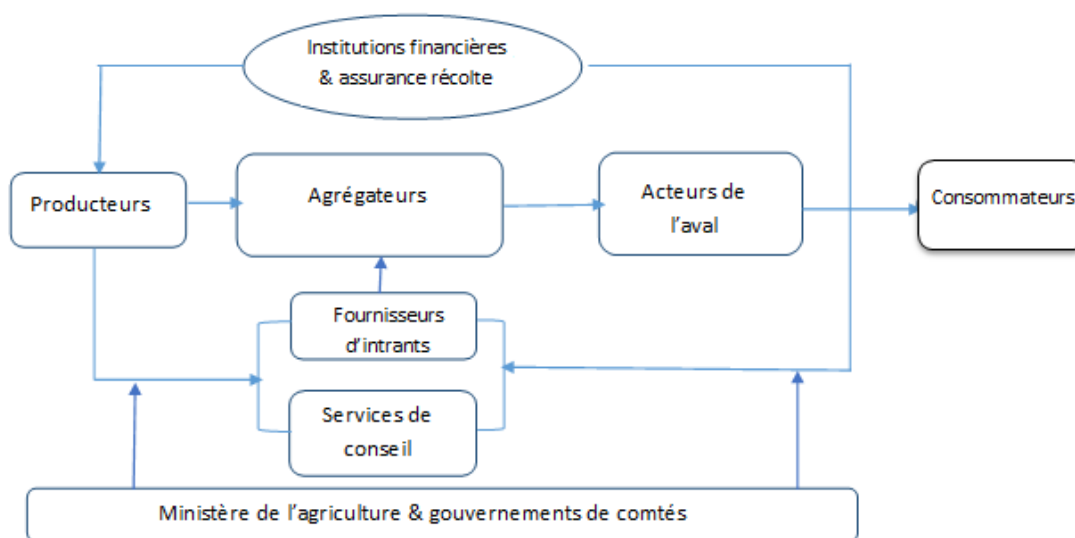 Institutions financières
& assurance récolte
Producteurs
Agrégateurs
Acteurs de
l'aval
Consommateurs
Fournisseurs
d'intrants
Services de
conseil
Ministère de l'agriculture & gouvernements de comtés